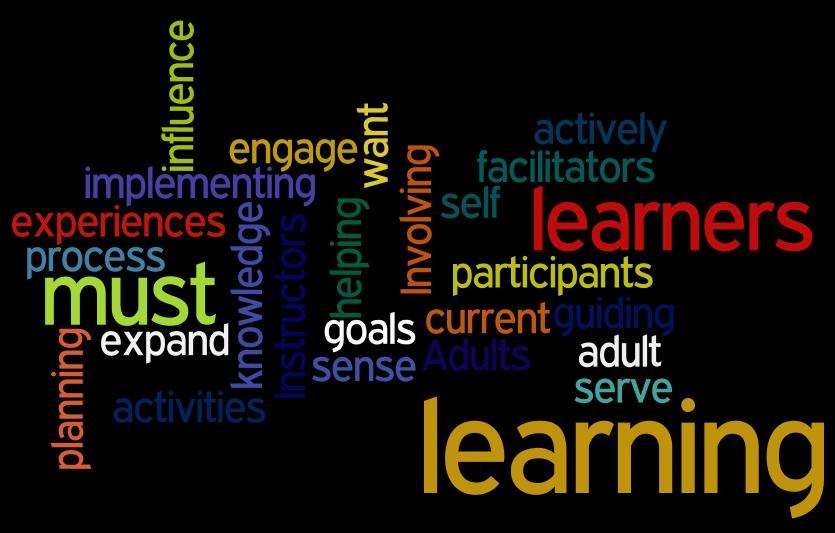 influence
engage
want
actively
implementing
facilitators
Involving
self
experiences
knowledge
Instructors
helping
learners
process
must
participants
expand
goals
current
guiding
sense
Adults
adult
planning
activities
serve
learning